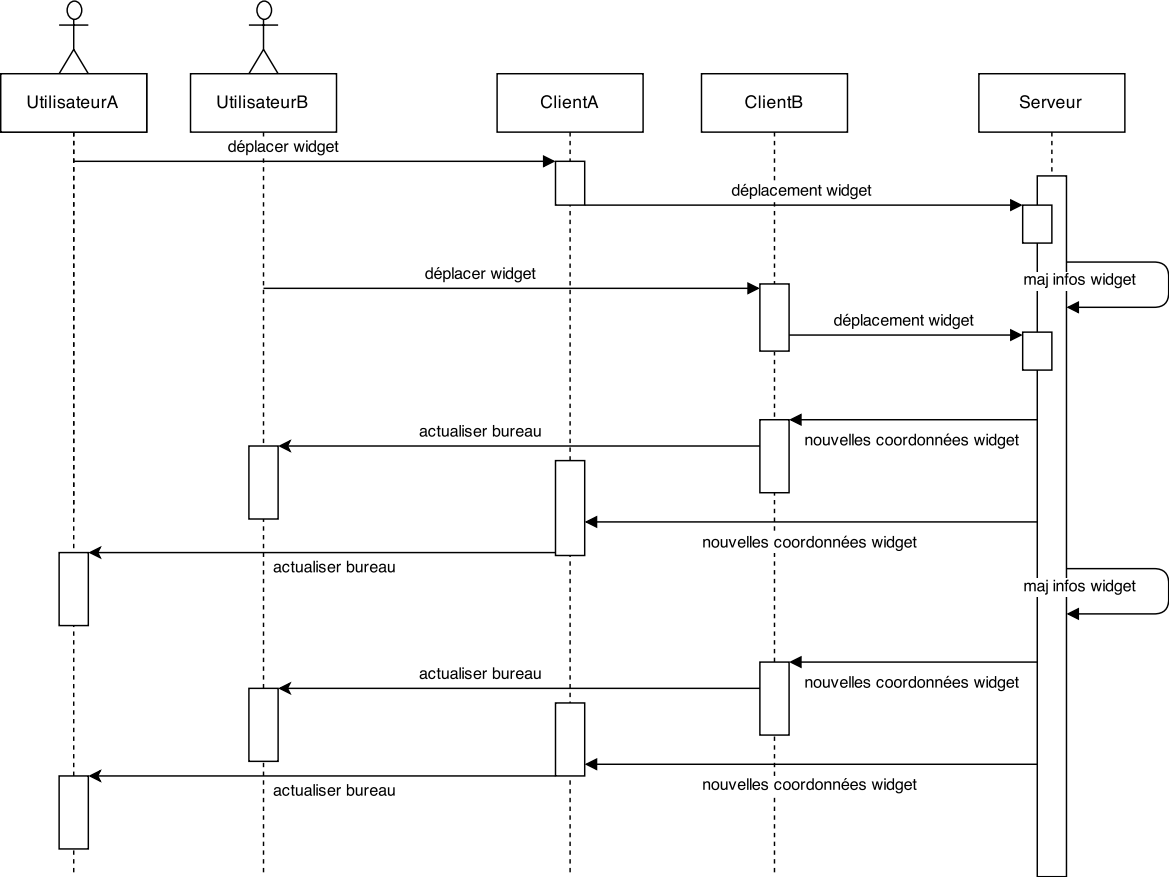 UtilisateurA
UtilisateurB
ClientA
ClientB
Serveur
déplacer widget
déplacement widget
déplacer widget
maj infos widget
déplacement widget
actualiser bureau
nouvelles coordonnées widget
nouvelles coordonnées widget
actualiser bureau
maj infos widget
actualiser bureau
nouvelles coordonnées widget
nouvelles coordonnées widget
actualiser bureau